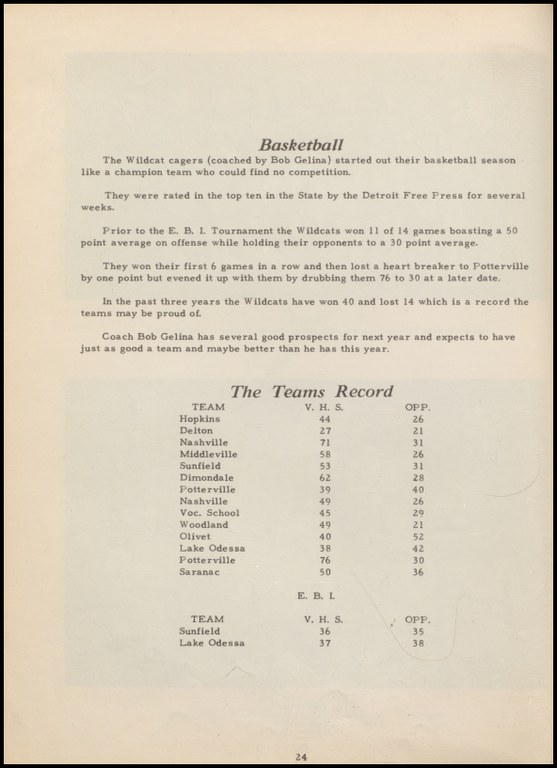 Basketball
The Wildcat cagers (coached by Bob Gelina) started out their basketball season
like a champion team who could find no competition.
They were rated in the top ten in the State by the Detroit Free Press for several
weeks.
Prior to the E. B. I. Tournament the Wildcats won 11 of 14 games boasting a 50
point average on offense while holding their opponents to a 30 point average.
They won their first 6 games in a row and then lost a heart breaker to Potterville
by one point but evened it up with them by drubbing them 76 to 30 at a later date.
In the past three years the Wildcats have won 40 and lost 14 which is a record the
teams may be proud of.
Coach Bob Gelina has several good prospects for next year and expects to have
just as good a team and maybe better than he has this year.
The Teams Record
TEAM V. H. S. OPP.
Hopkins 44 26
Delton 27 21
Nashville 71 31
Middleville 58 26
Sunfield 53 31
Dimondale 62 28
Potterville 39 40
Nashville 49 26
Voc. School 45 29
Woodland 49 21
Olivet 40 52
Lake Odessa 38 42
Potterville 76 30
Saranac 50 36
E. B. I.
TEAM V. H. S. OPP.
Sunfield 36 35
Lake Odessa 37 38
24